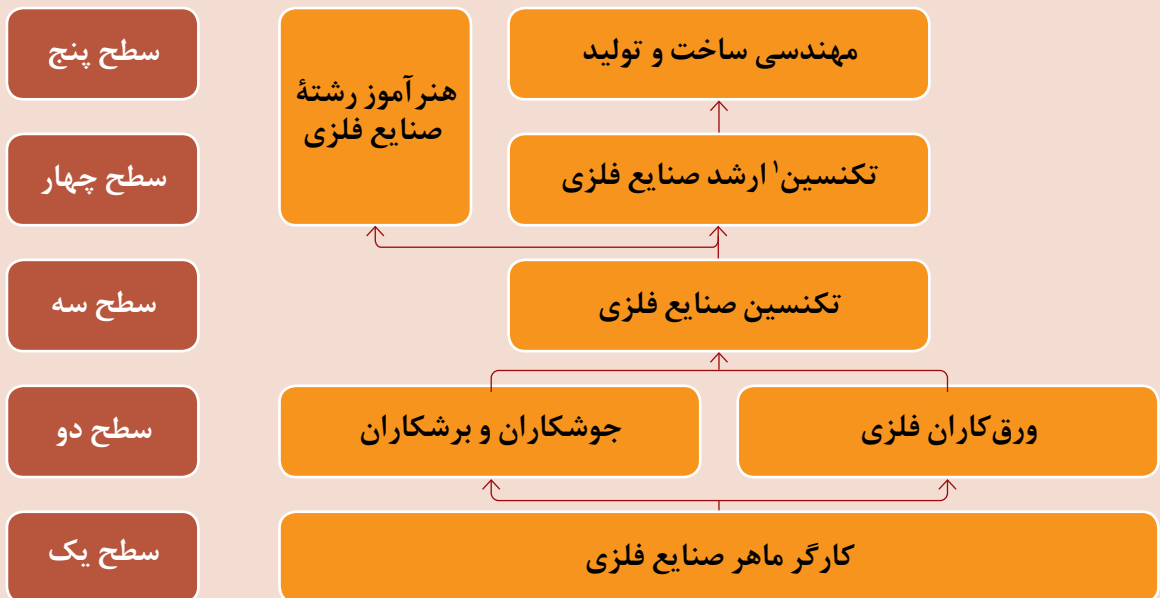 مهندسی ساخت و تولید
هنرآموز رشتهٔ
صنایع فلزی
سطح پنج
تکنسین۱ ارشد صنایع فلزی
سطح چهار
تکنسین صنایع فلزی
سطح سه
ورق‌کاران فلزی
جوشکاران و برشکاران
سطح دو
کارگر ماهر صنایع فلزی
سطح یک